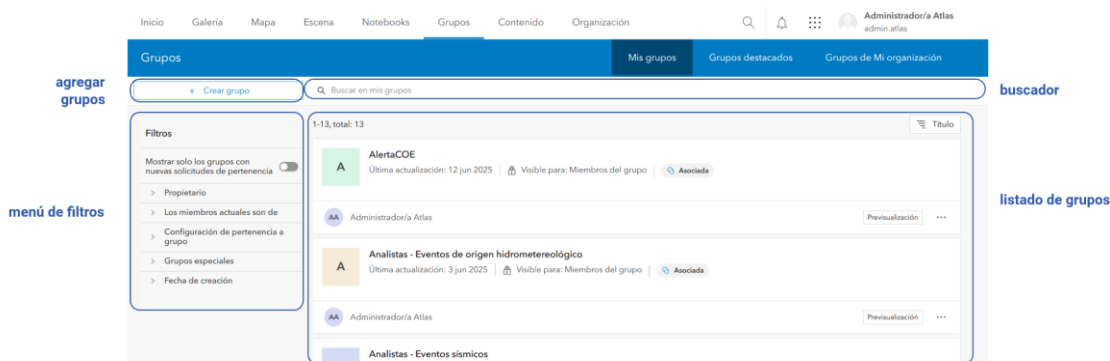 Inicio Galería Mapa Escena Notebooks Grupos Contenido Organización Administrador/a Atlas
admin.atlas
Grupos Mis grupos Grupos destacados Grupos de Mi organización
agregar
grupos
+ Crear grupo
Buscar en mis grupos
buscador
1-13, total: 13 Título
Filtros
Mostrar solo los grupos con
nuevas solicitudes de pertenencia
> Propietario
> Los miembros actuales son de
> Configuración de pertenencia a
grupo
> Grupos especiales
> Fecha de creación
menú de filtros
A AlertaCOE
Última actualización: 12 jun 2025 | Visible para: Miembros del grupo | Asociada
AA Administrador/a Atlas Previsualización ...
listado de grupos
A Analistas - Eventos de origen hidrometereológico
Última actualización: 3 jun 2025 | Visible para: Miembros del grupo | Asociada
AA Administrador/a Atlas Previsualización ...
Analistas - Eventos sísmicos